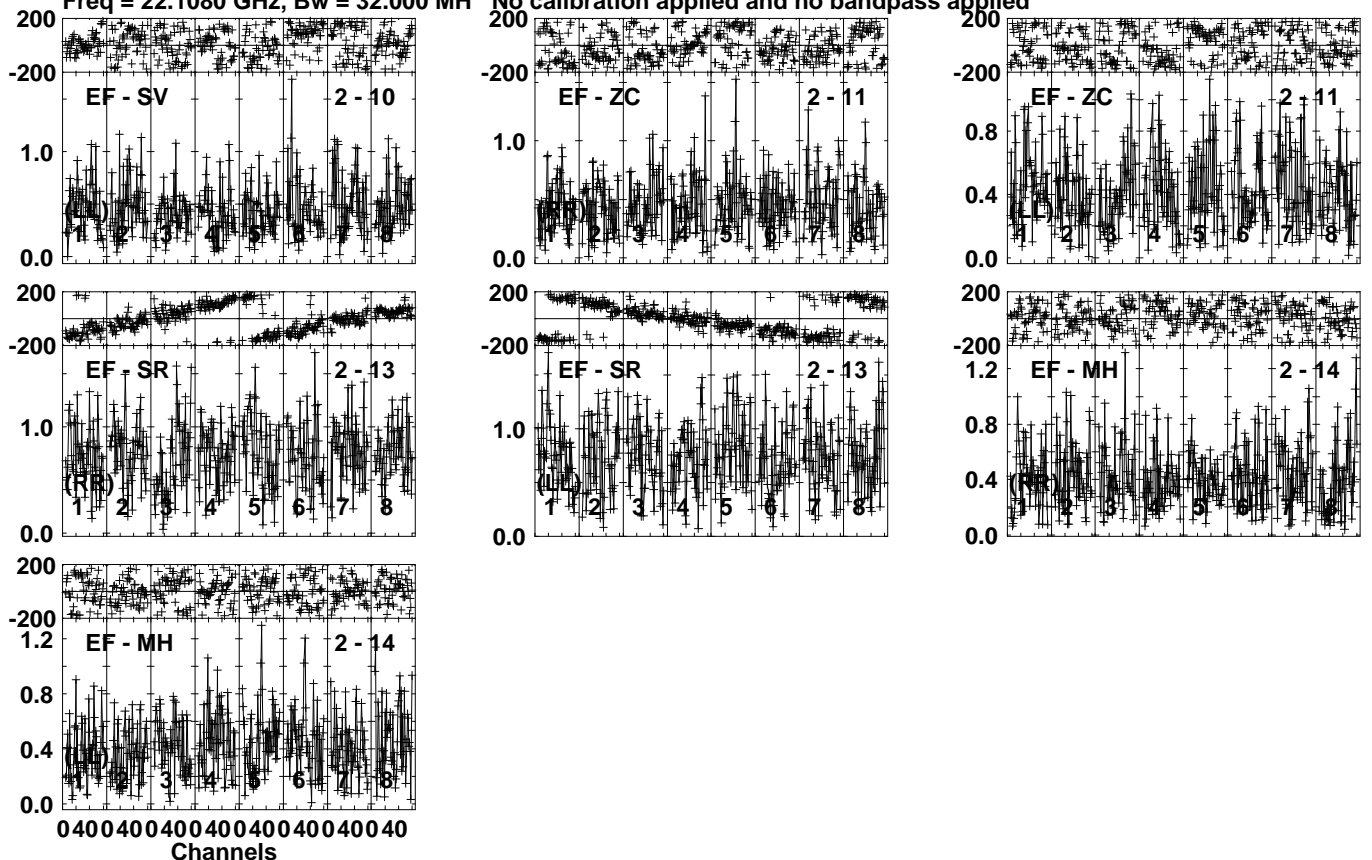 Freq = 22.1080 GHz, Bw = 32.000 MH No calibration applied and no bandpass applied
200
-200
EF - SV 2 - 10
1.0
(LL)
1 2 3 4 5 6 7 8
0.0
200
-200
EF - ZC 2 - 11
1.0
(RR)
1 2 3 4 5 6 7 8
0.0
200
-200
EF - ZC 2 - 11
0.8
0.4
(LL)
1 2 3 4 5 6 7 8
0.0
200
-200
EF - SR 2 - 13
1.0
(RR)
1 2 3 4 5 6 7 8
0.0
200
-200
EF - SR 2 - 13
1.0
(LL)
1 2 3 4 5 6 7 8
0.0
200
-200
1.2
EF - MH 2 - 14
0.8
0.4
(RR)
1 2 3 4 5 6 7 8
0.0
200
-200
1.2
EF - MH 2 - 14
0.8
0.4
(LL)
1 2 3 4 5 6 7 8
0.0
0 40 0 40 0 40 0 40 0 40 0 40 0 40 0 40
Channels